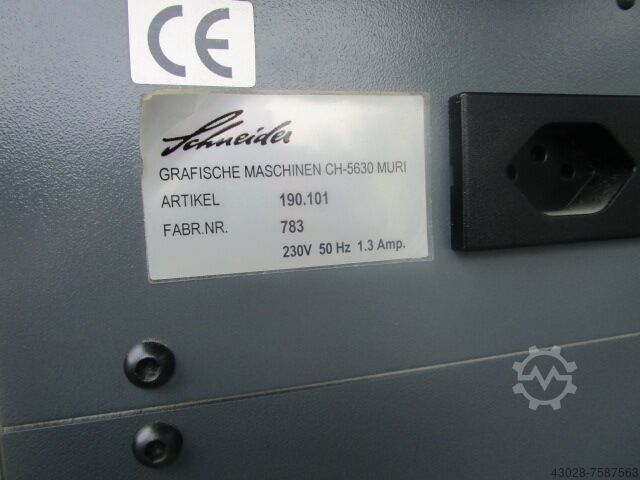 CE
Schneider
GRAFISCHE MASCHINEN CH-5630 MURI
ARTIKEL 190.101
FABR.NR. 783
230V 50 Hz 1.3 Amp.
43028-7587563